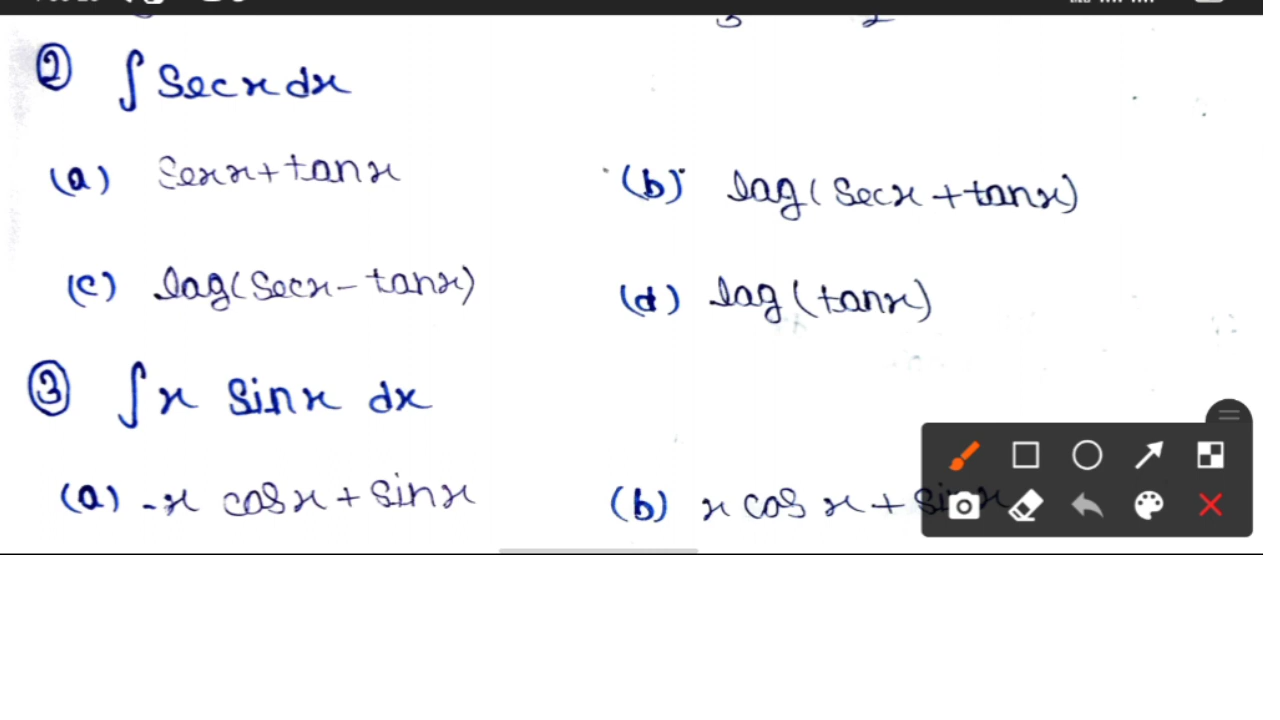 ② ∫ Secx dx
(a) Secx + tanx (b) log(Secx + tanx)
(c) log(Secx - tanx) (d) log(tanx)
③ ∫x Sinx dx
(a) -x cosx + Sinx (b) x cos x + Sinx